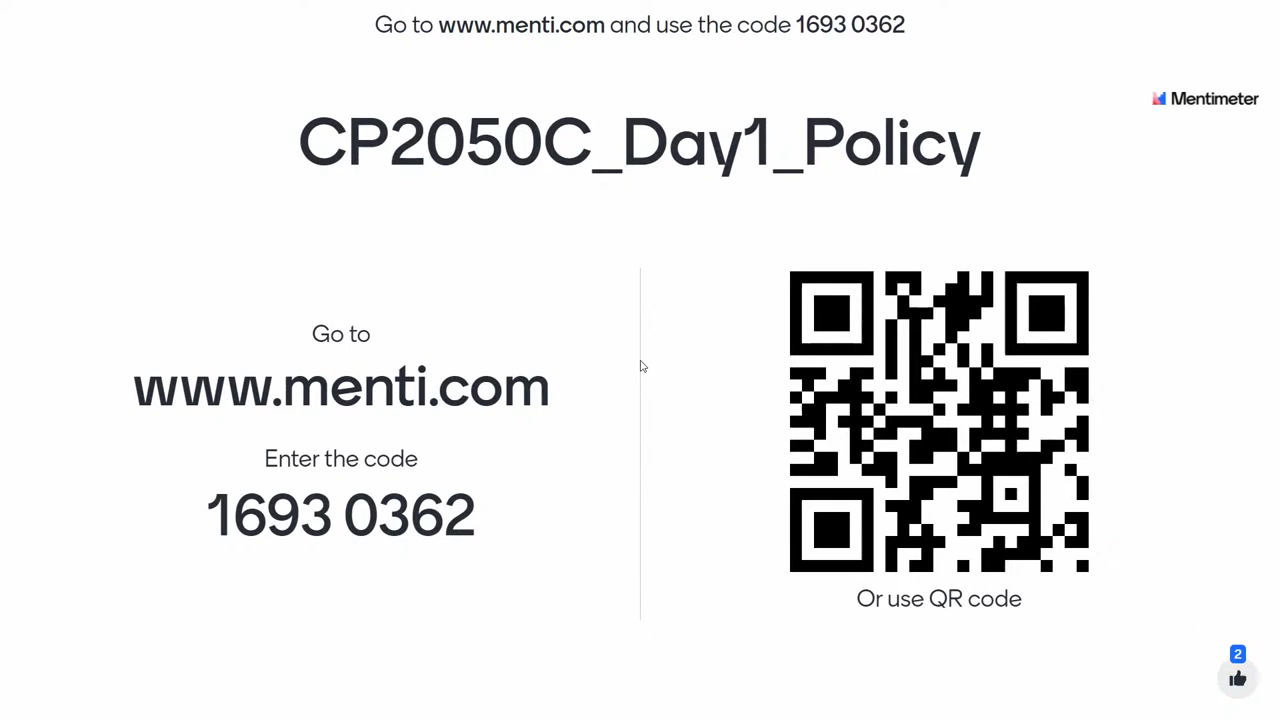 Go to www.menti.com and use the code 1693 0362
Mentimeter
CP2050C_Day1_Policy
Go to
www.menti.com
Enter the code
1693 0362
Or use QR code
2